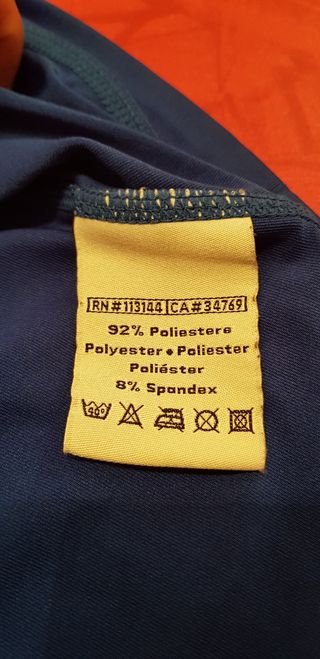 RN#113144 CA#34769
92% Poliestere
Polyester • Poliester
Poliéster
8% Spandex
40°